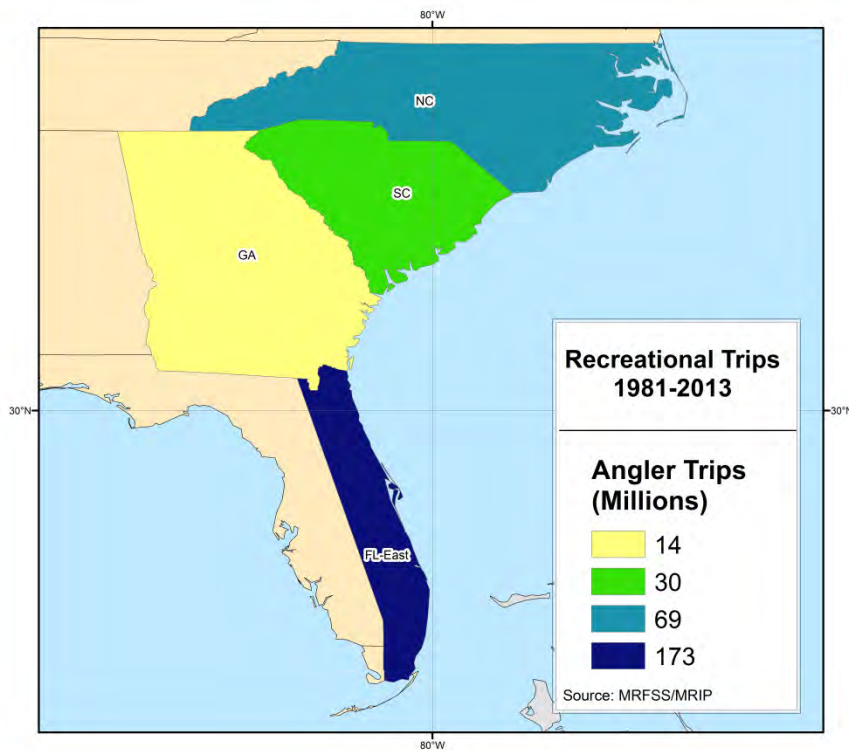 80°W
NC
SC
GA
Recreational Trips
1981-2013
30°N
30°N
Angler Trips
(Millions)
14
FL-East
30
69
173
Source: MRFSS/MRIP
80°W